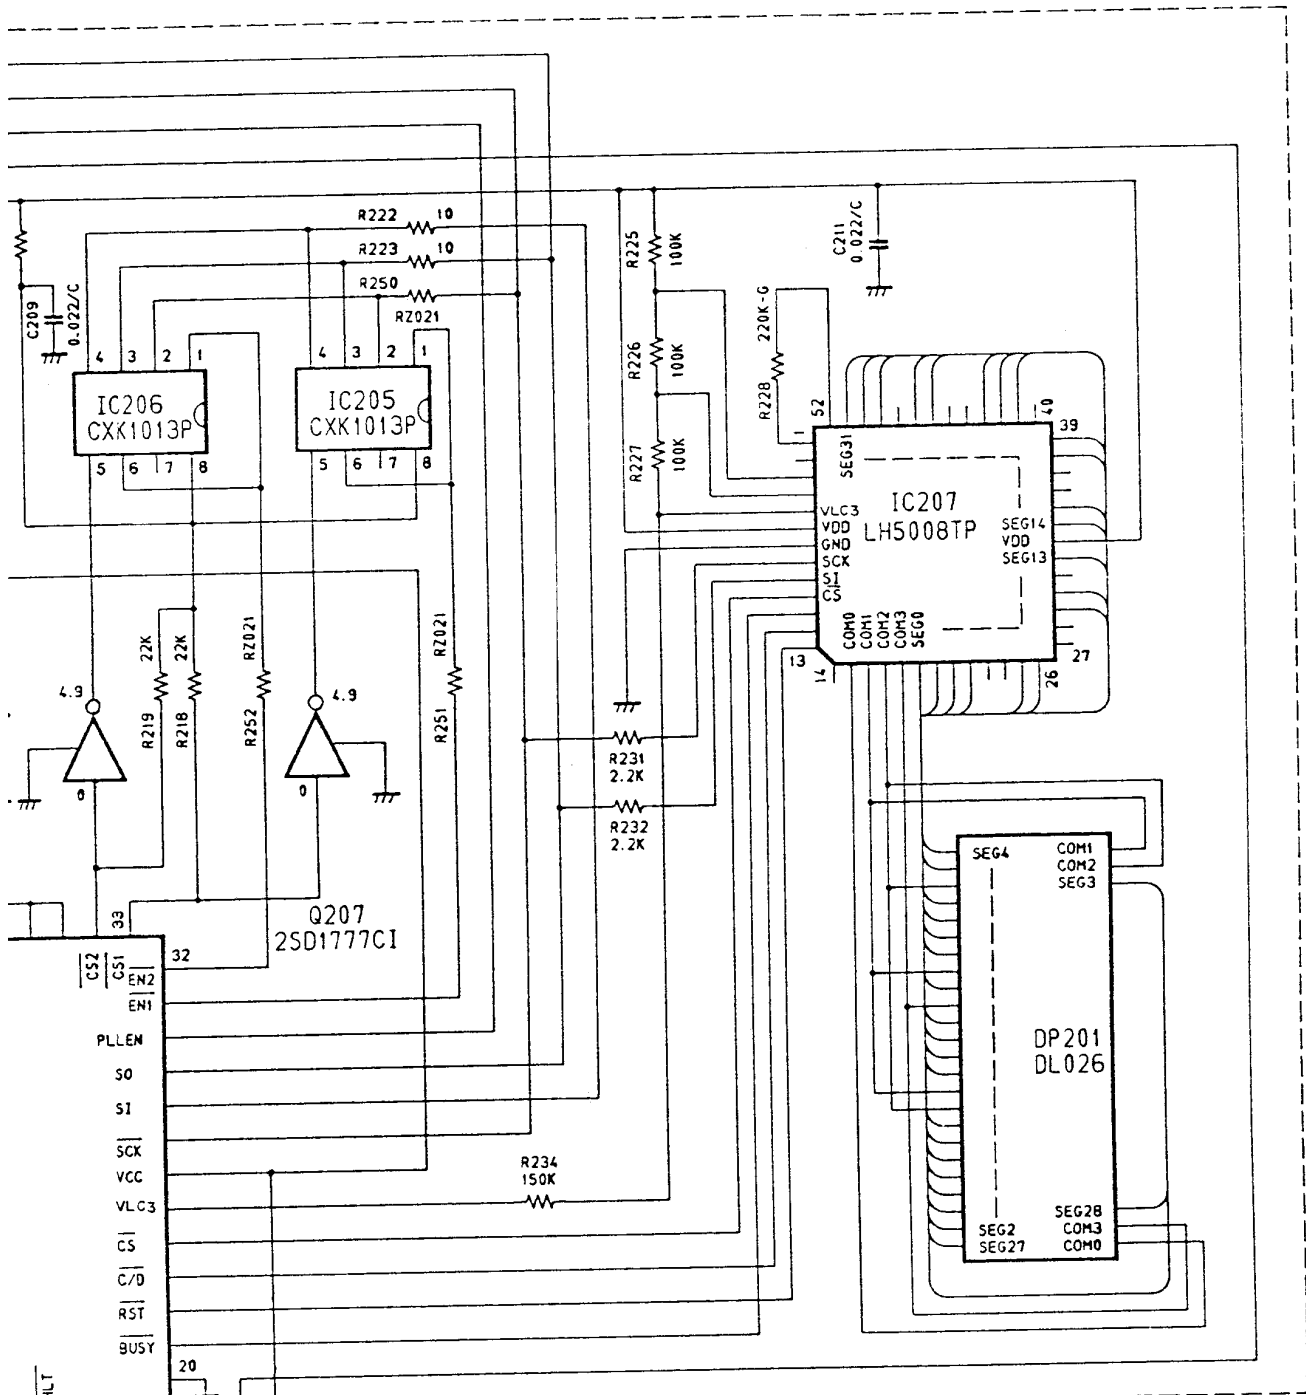 R222 10
R223 10
R250
RZ021
C209
0.022/C
R225
100K
C211
0.022/C
R226
100K
R227
100K
220K-G
R228
4 3 2 1
IC206
CXK1013P
5 6 7 8
4 3 2 1
IC205
CXK1013P
5 6 7 8
52
40
39
SEG31
IC207
LH5008TP
VLC3
VDD
GND
SCK
SI
CS
SEG14
VDD
SEG13
COM0
COM1
COM2
COM3
SEG0
13
14
26
27
22K
R219
22K
R218
RZ021
R252
RZ021
R251
4.9
0
4.9
0
R231
2.2K
R232
2.2K
Q207
2SD1777CI
33
32
CS2
CS1
EN2
EN1
PLLEN
SO
SI
SCK
VCC
VLC3
CS
C/D
RST
BUSY
20
HLT
R234
150K
SEG4
COM1
COM2
SEG3
DP201
DL026
SEG28
SEG2
COM3
SEG27
COM0